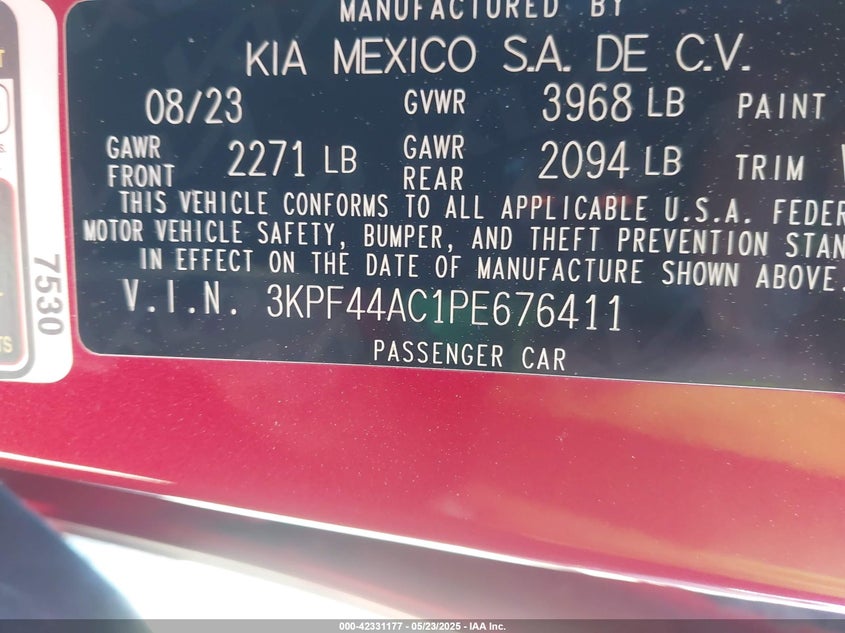 MANUFACTURED BY
KIA MEXICO S.A. DE C.V.
08/23 GVWR 3968 LB PAINT
GAWR FRONT 2271 LB GAWR REAR 2094 LB TRIM
THIS VEHICLE CONFORMS TO ALL APPLICABLE U.S.A. FEDER
MOTOR VEHICLE SAFETY, BUMPER, AND THEFT PREVENTION STAN
IN EFFECT ON THE DATE OF MANUFACTURE SHOWN ABOVE.
V.I.N. 3KPF44AC1PE676411
PASSENGER CAR
7530
000-42331177 - 05/23/2025 - IAA Inc.